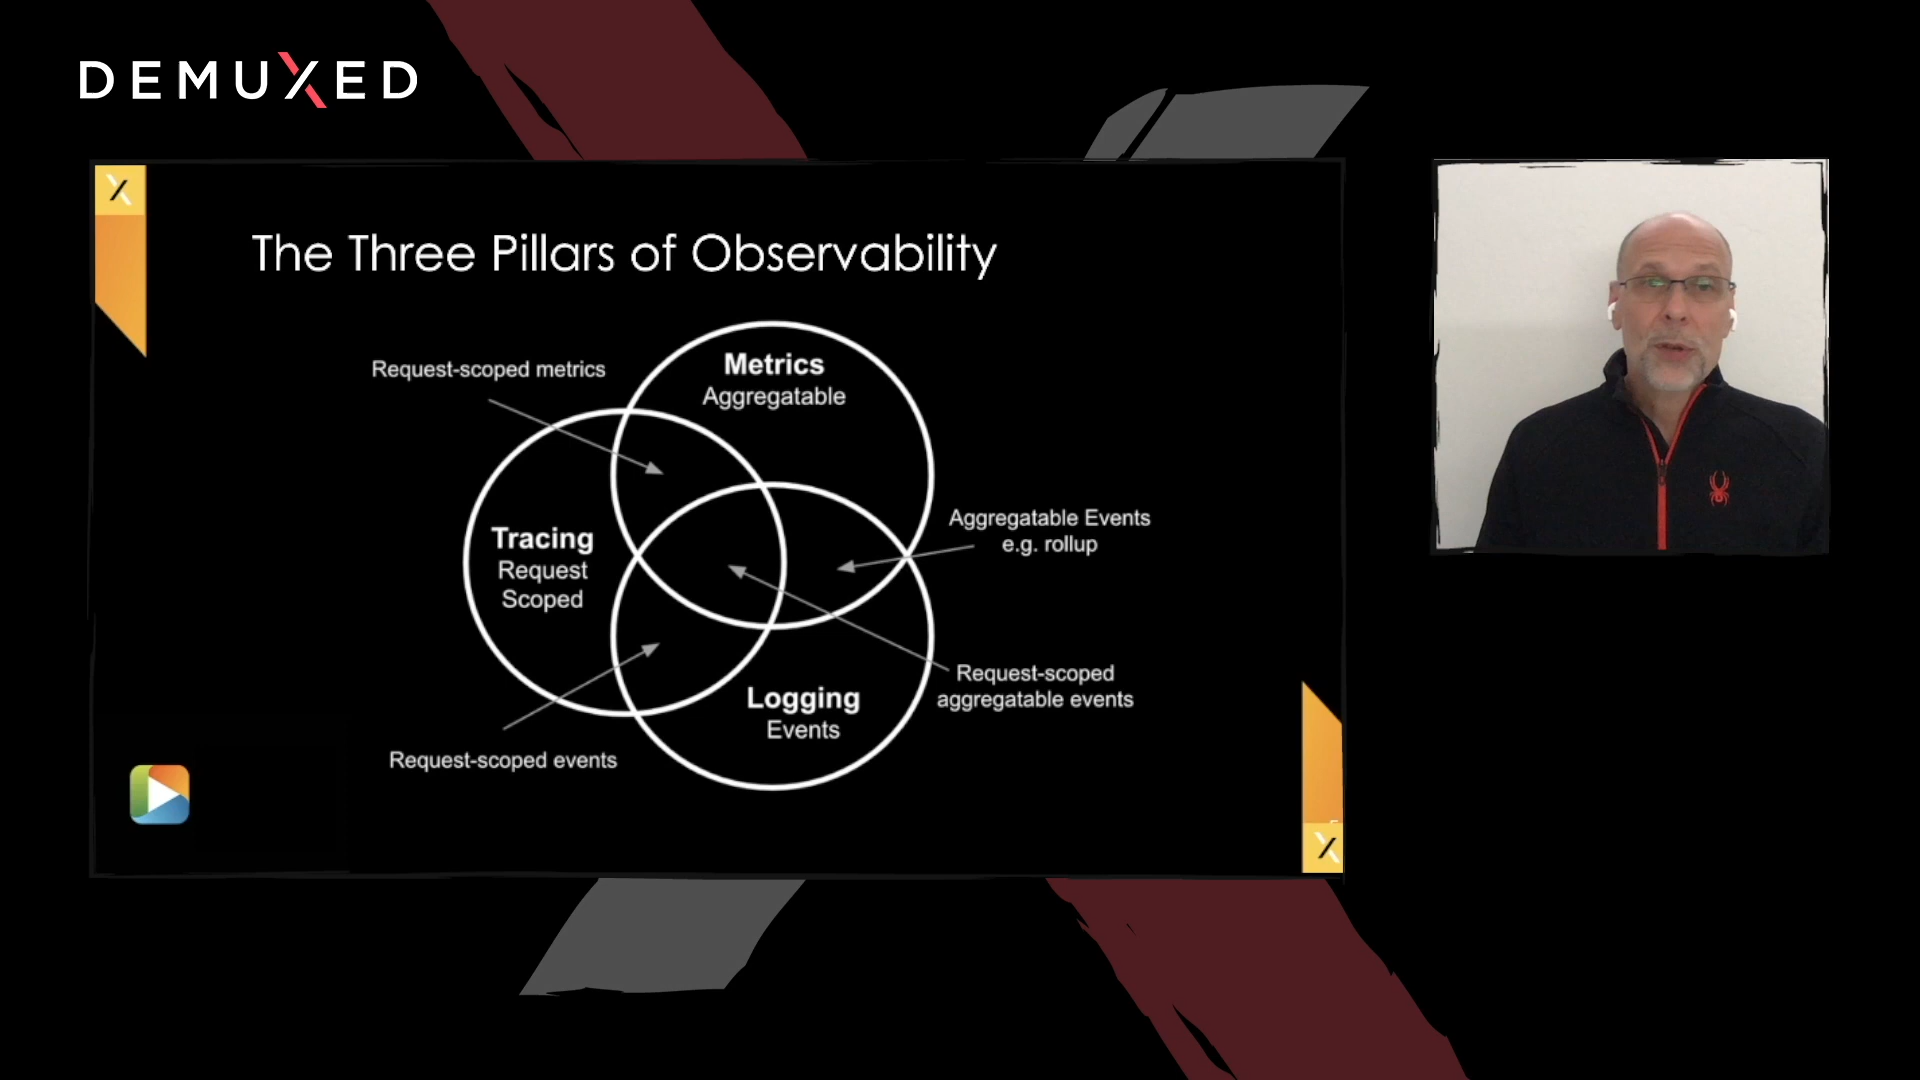 DEMUXED
The Three Pillars of Observability
Request-scoped metrics
Metrics
Aggregatable
Aggregatable Events
e.g. rollup
Tracing
Request
Scoped
Request-scoped
aggregatable events
Logging
Events
Request-scoped events